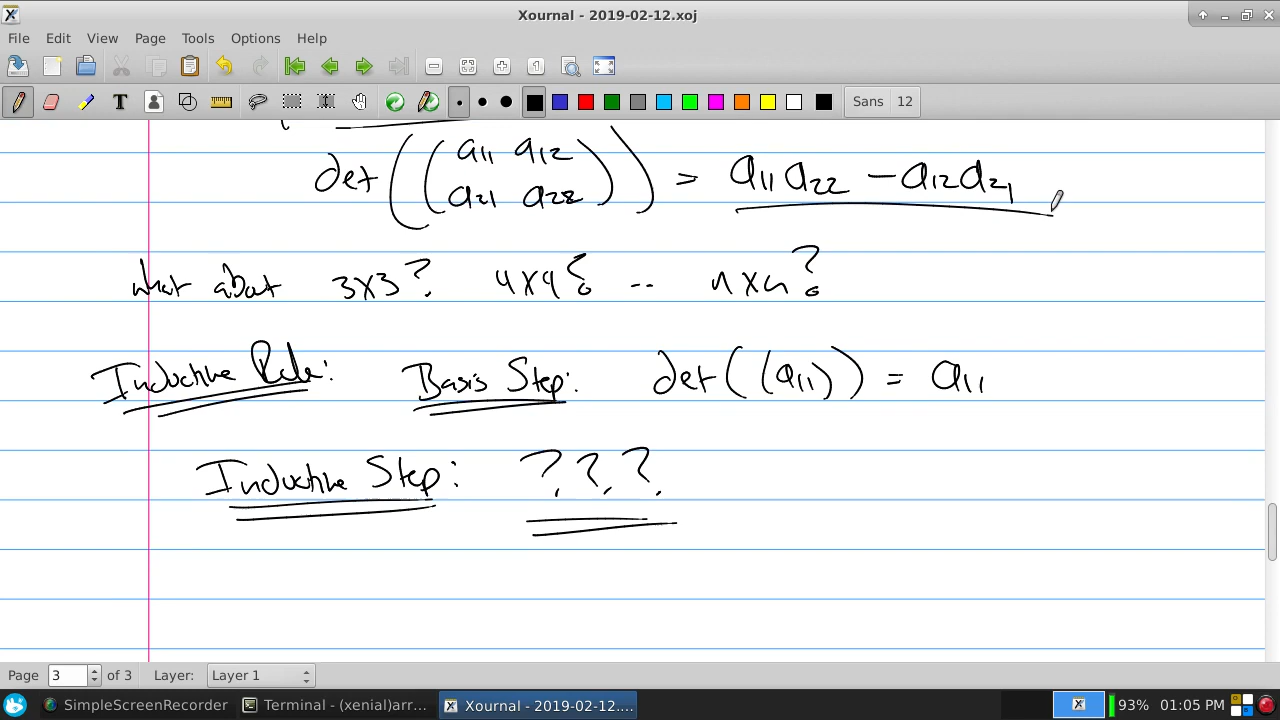 Xournal - 2019-02-12.xoj
File Edit View Page Tools Options Help
Sans 12
det((a11 a12
a21 a22)) = a11a22 - a12a21
what about 3x3? 4x4? .. nxn?
Inductive Rule: Basis Step: det((a11)) = a11
Inductive Step: ? ? ?
Page 3 of 3 Layer: Layer 1
SimpleScreenRecorder Terminal - (xenial)arr... Xournal - 2019-02-12.... 93% 01:05 PM